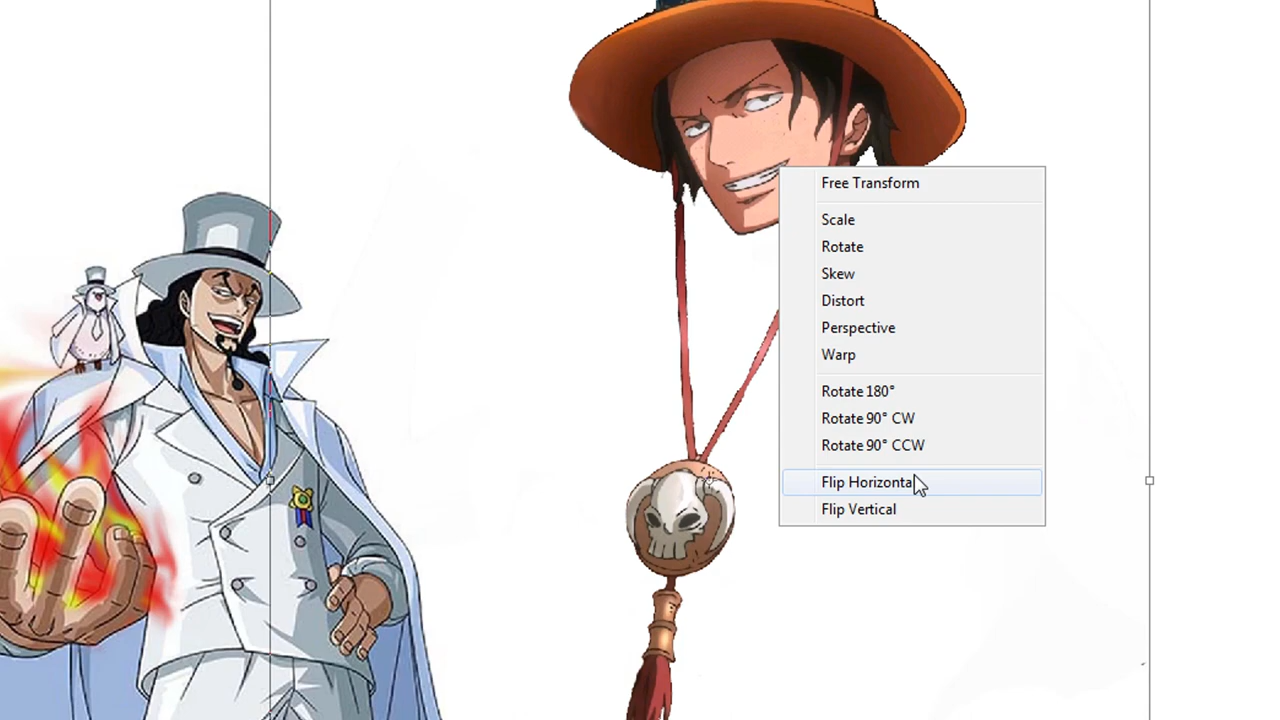 Free Transform
Scale
Rotate
Skew
Distort
Perspective
Warp
Rotate 180°
Rotate 90° CW
Rotate 90° CCW
Flip Horizontal
Flip Vertical